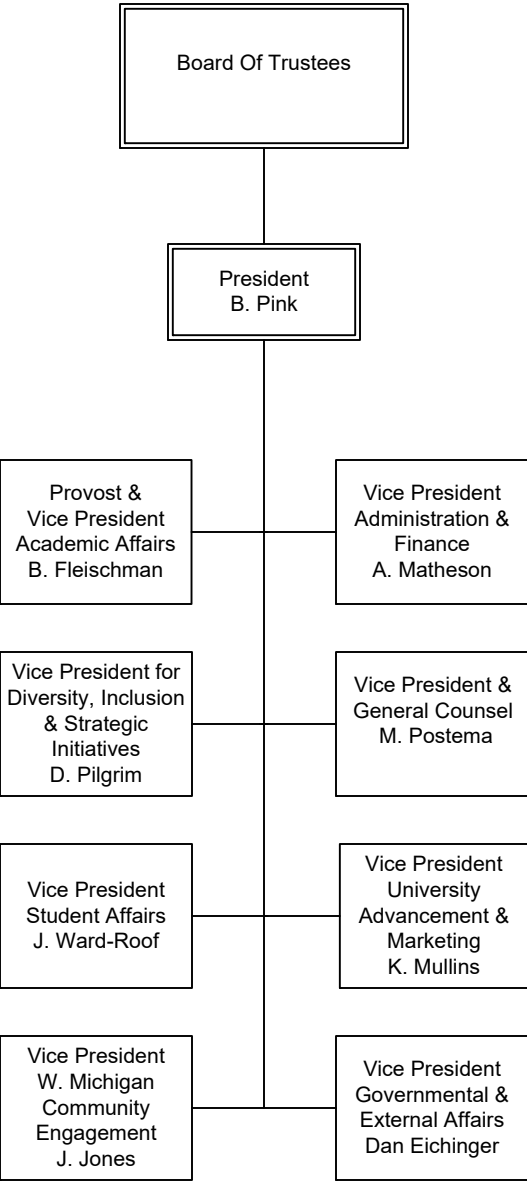 Board Of Trustees
President
B. Pink
Provost &
Vice President
Academic Affairs
B. Fleischman
Vice President
Administration &
Finance
A. Matheson
Vice President for
Diversity, Inclusion
& Strategic
Initiatives
D. Pilgrim
Vice President &
General Counsel
M. Postema
Vice President
Student Affairs
J. Ward-Roof
Vice President
University
Advancement &
Marketing
K. Mullins
Vice President
W. Michigan
Community
Engagement
J. Jones
Vice President
Governmental &
External Affairs
Dan Eichinger